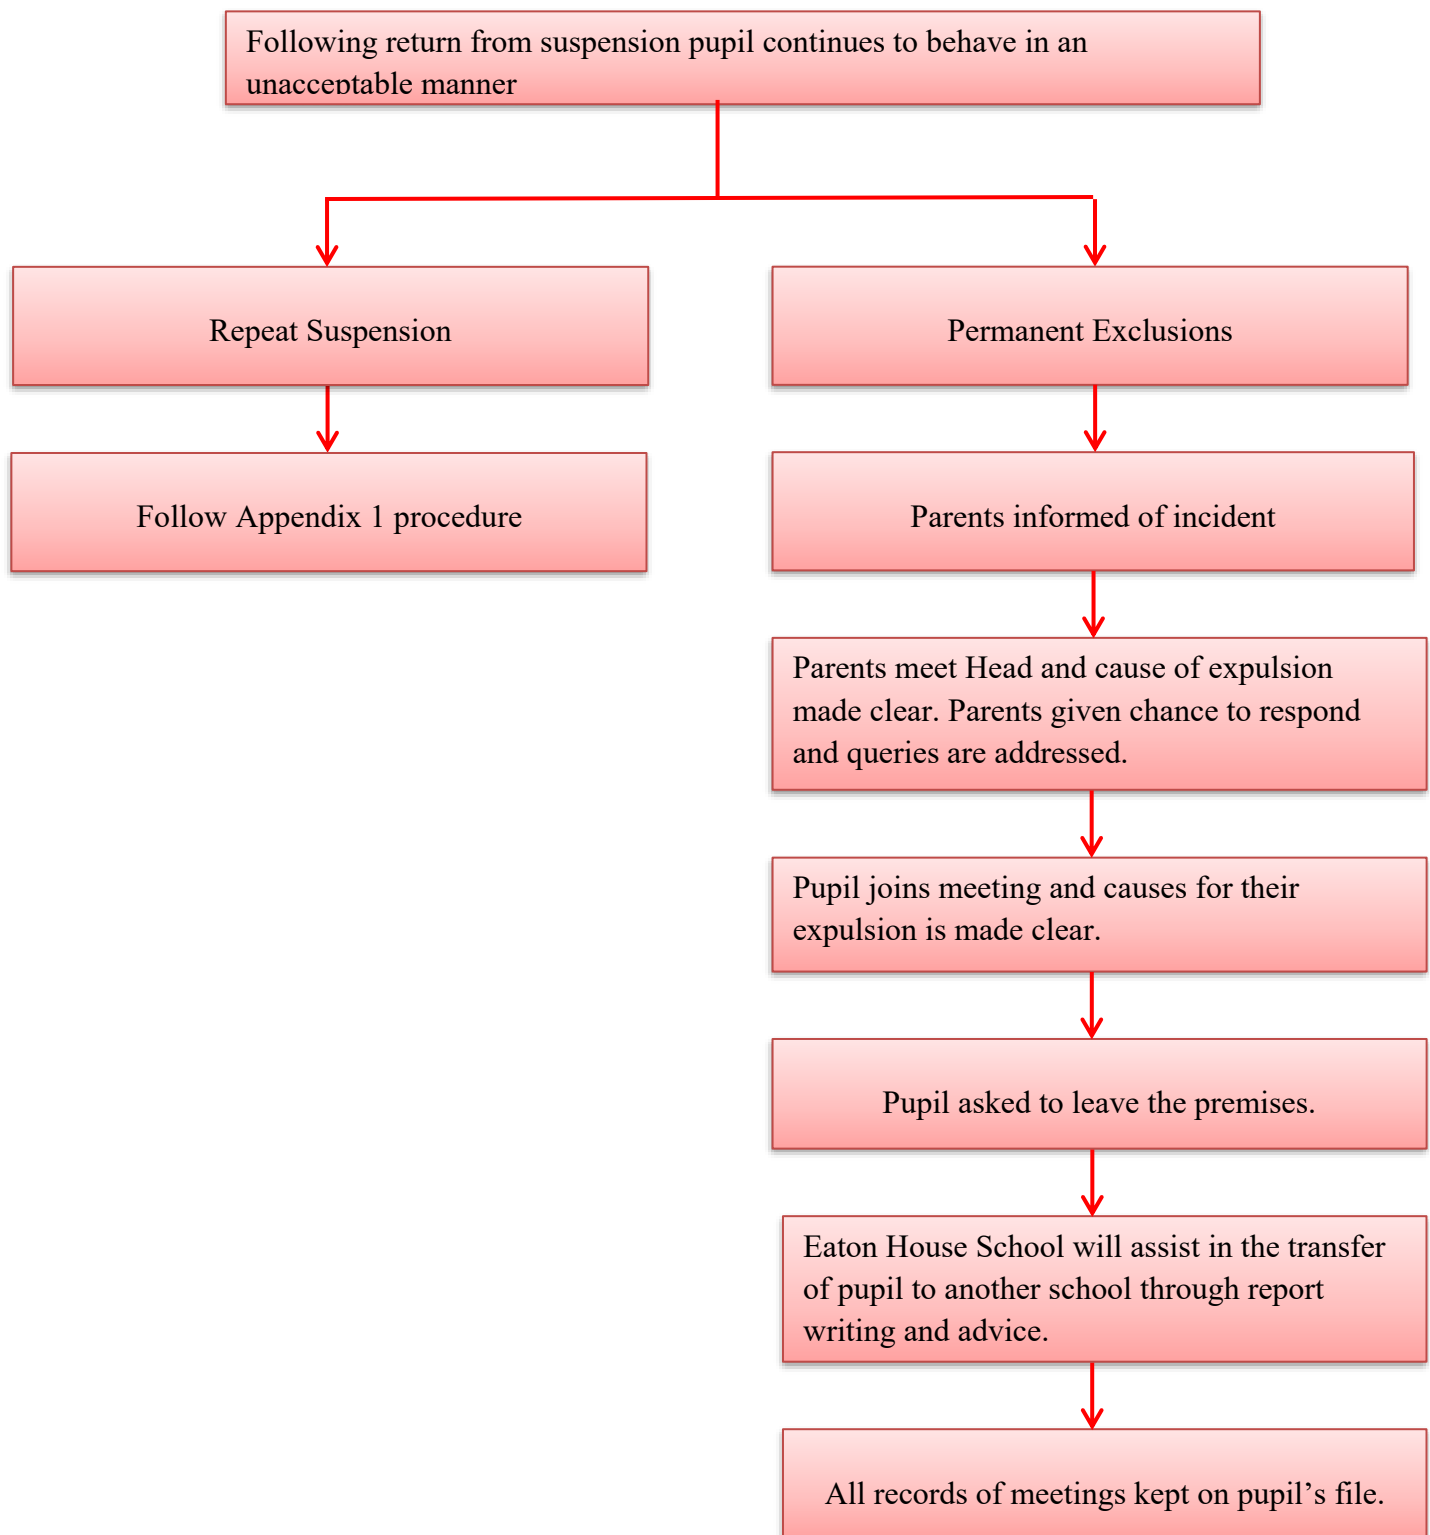 Following return from suspension pupil continues to behave in an
unacceptable manner
Repeat Suspension
Permanent Exclusions
Follow Appendix 1 procedure
Parents informed of incident
Parents meet Head and cause of expulsion
made clear. Parents given chance to respond
and queries are addressed.
Pupil joins meeting and causes for their
expulsion is made clear.
Pupil asked to leave the premises.
Eaton House School will assist in the transfer
of pupil to another school through report
writing and advice.
All records of meetings kept on pupil’s file.